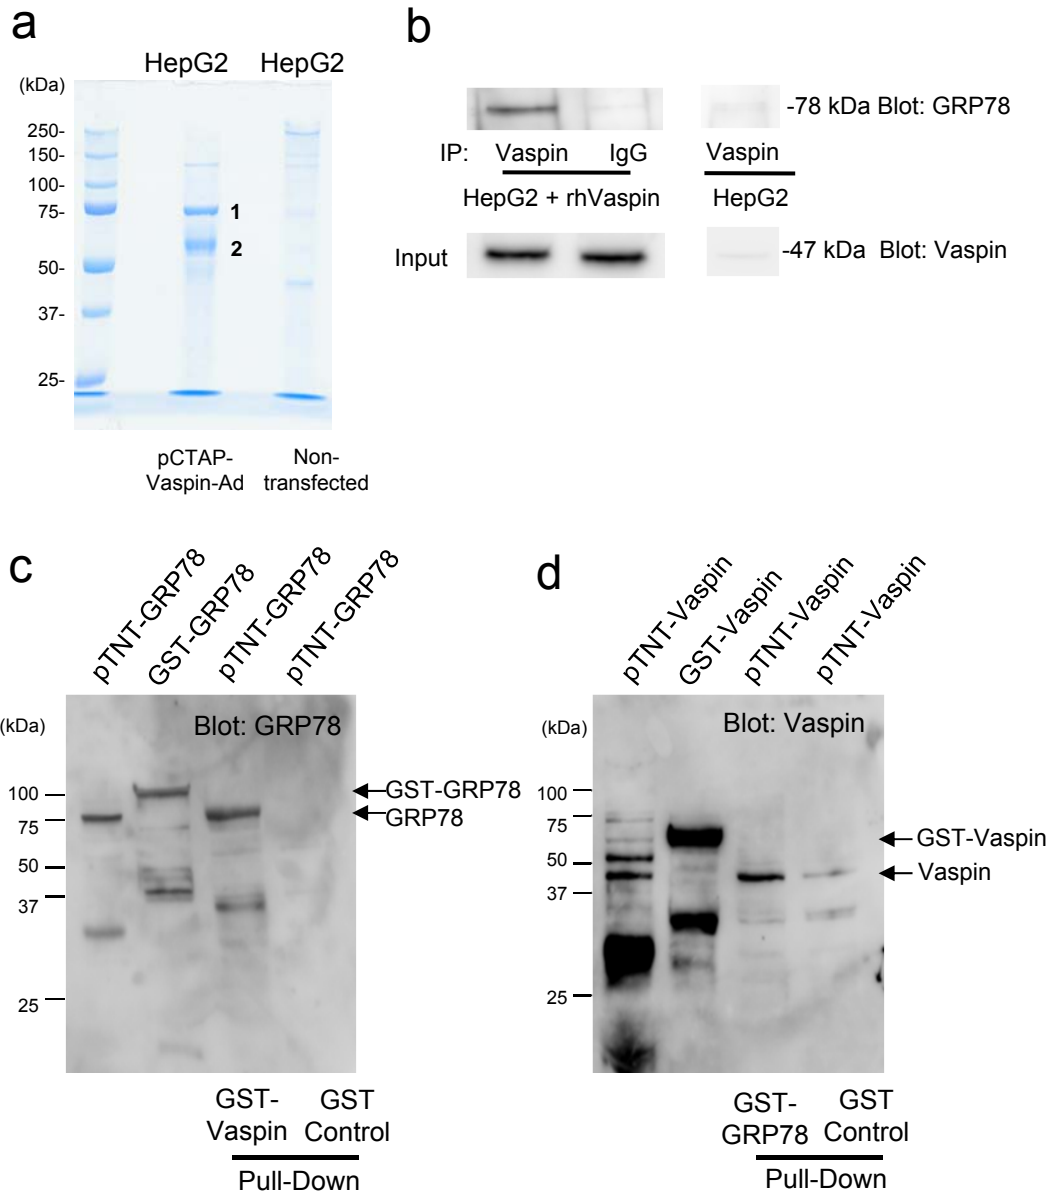 a
HepG2 HepG2
(kDa)
250-
150-
100-
75-
50-
37-
25-
1
2
pCTAP-
Vaspin-Ad
Non-
transfected
b
-78 kDa Blot: GRP78
IP: Vaspin IgG Vaspin
HepG2 + rhVaspin HepG2
Input
-47 kDa Blot: Vaspin
c
pTNT-GRP78
GST-GRP78
pTNT-GRP78
pTNT-GRP78
(kDa)
Blot: GRP78
100
75
50
37
25
GST-GRP78
GRP78
GST-
Vaspin
GST
Control
Pull-Down
d
pTNT-Vaspin
GST-Vaspin
pTNT-Vaspin
pTNT-Vaspin
(kDa)
Blot: Vaspin
100
75
50
37
25
GST-Vaspin
Vaspin
GST-
GRP78
GST
Control
Pull-Down